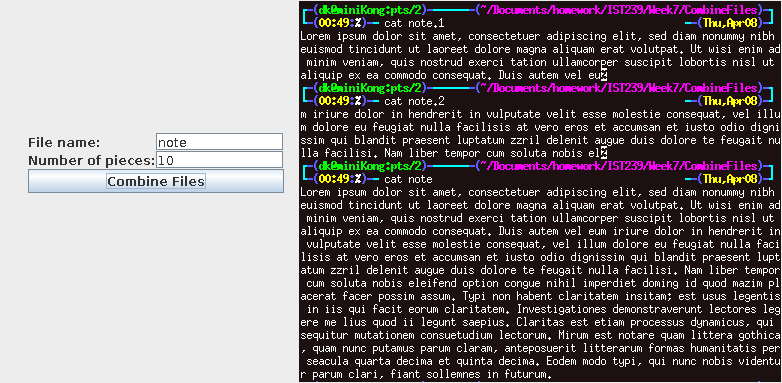 File name:
note
Number of pieces:
10
Combine Files
(dk@miniKong:pts/2) (~/Documents/homework/IST239/Week7/CombineFiles)
(00:49:%) cat note.1 (Thu,Apr08)
Lorem ipsum dolor sit amet, consectetuer adipiscing elit, sed diam nonummy nibh
euismod tincidunt ut laoreet dolore magna aliquam erat volutpat. Ut wisi enim ad
minim veniam, quis nostrud exerci tation ullamcorper suscipit lobortis nisl ut
aliquip ex ea commodo consequat. Duis autem vel eu%
(dk@miniKong:pts/2) (~/Documents/homework/IST239/Week7/CombineFiles)
(00:49:%) cat note.2 (Thu,Apr08)
m iriure dolor in hendrerit in vulputate velit esse molestie consequat, vel illu
m dolore eu feugiat nulla facilisis at vero eros et accumsan et iusto odio digni
ssim qui blandit praesent luptatum zzril delenit augue duis dolore te feugait nu
lla facilisi. Nam liber tempor cum soluta nobis el%
(dk@miniKong:pts/2) (~/Documents/homework/IST239/Week7/CombineFiles)
(00:49:%) cat note (Thu,Apr08)
Lorem ipsum dolor sit amet, consectetuer adipiscing elit, sed diam nonummy nibh
euismod tincidunt ut laoreet dolore magna aliquam erat volutpat. Ut wisi enim ad
minim veniam, quis nostrud exerci tation ullamcorper suscipit lobortis nisl ut
aliquip ex ea commodo consequat. Duis autem vel eum iriure dolor in hendrerit in
vulputate velit esse molestie consequat, vel illum dolore eu feugiat nulla faci
lisis at vero eros et accumsan et iusto odio dignissim qui blandit praesent lupt
atum zzril delenit augue duis dolore te feugait nulla facilisi. Nam liber tempor
cum soluta nobis eleifend option congue nihil imperdiet doming id quod mazim pl
acerat facer possim assum. Typi non habent claritatem insitam; est usus legentis
in iis qui facit eorum claritatem. Investigationes demonstraverunt lectores leg
ere me lius quod ii legunt saepius. Claritas est etiam processus dynamicus, qui
sequitur mutationem consuetudium lectorum. Mirum est notare quam littera gothica
, quam nunc putamus parum claram, anteposuerit litterarum formas humanitatis per
seacula quarta decima et quinta decima. Eodem modo typi, qui nunc nobis videntu
r parum clari, fiant sollemnes in futurum.